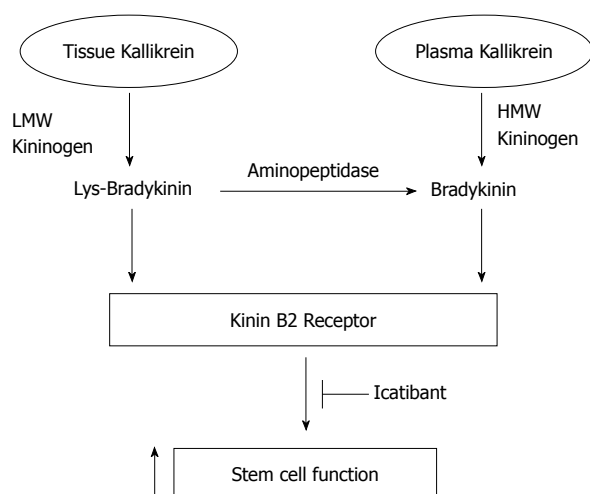 Tissue Kallikrein
Plasma Kallikrein
LMW
Kininogen
HMW
Kininogen
Lys-Bradykinin
Aminopeptidase
Bradykinin
Kinin B2 Receptor
Icatibant
Stem cell function